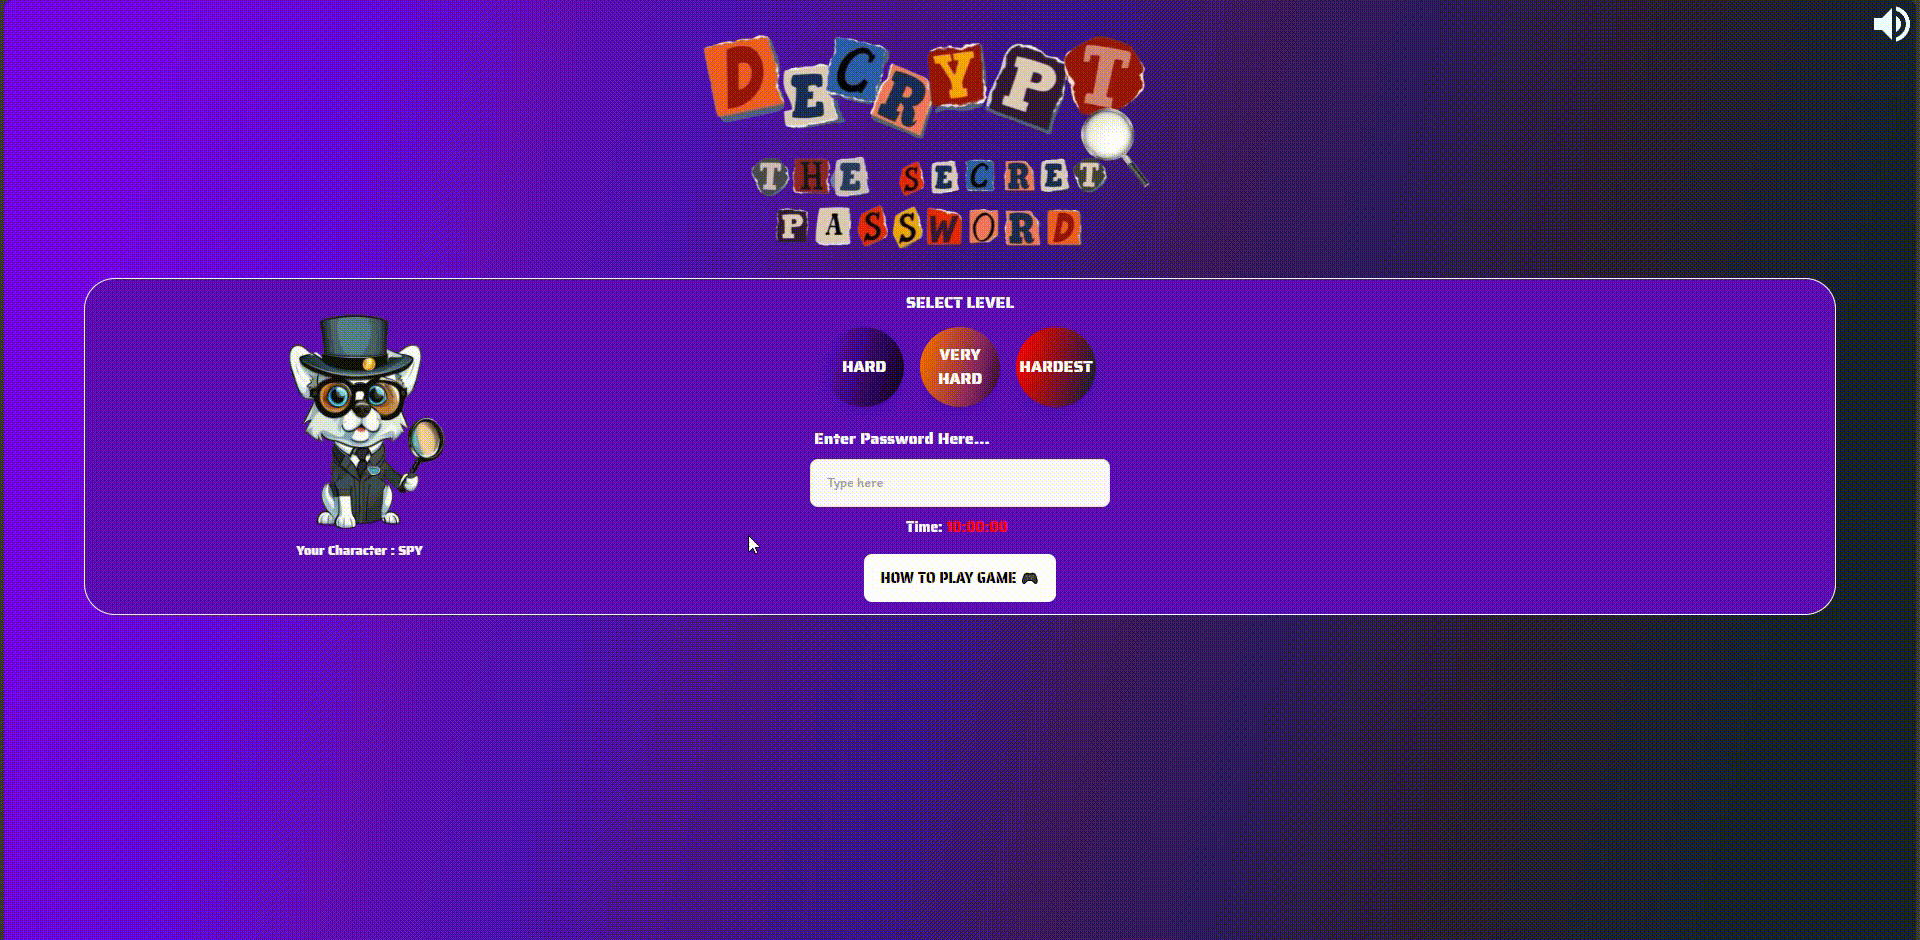 DECRYPT
THE SECRET
PASSWORD
SELECT LEVEL
HARD
VERY
HARD
HARDEST
Enter Password Here...
Type here
Time: 10:00:00
HOW TO PLAY GAME 🎮
Your Character : SPY